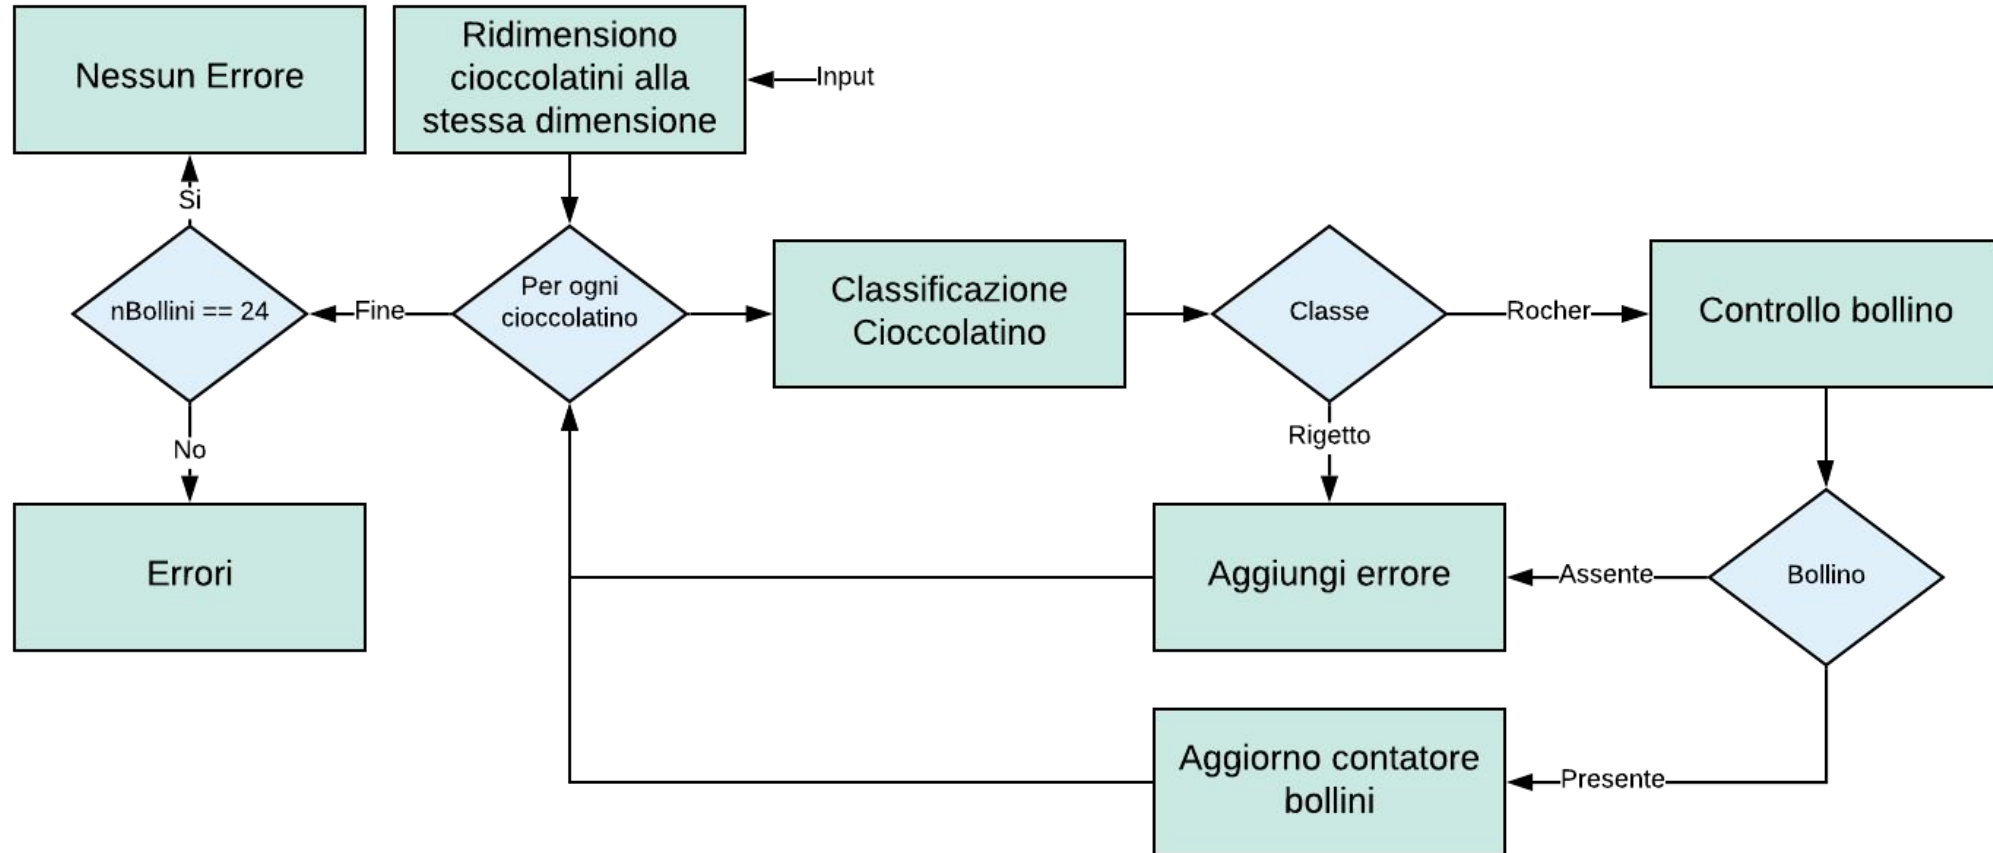 Nessun Errore
Ridimensiono
cioccolatini alla
stessa dimensione
Input
Si
nBollini == 24
Fine
Per ogni
cioccolatino
Classificazione
Cioccolatino
Classe
Rocher
Controllo bollino
No
Rigetto
Errori
Aggiungi errore
Assente
Bollino
Aggiorno contatore
bollini
Presente